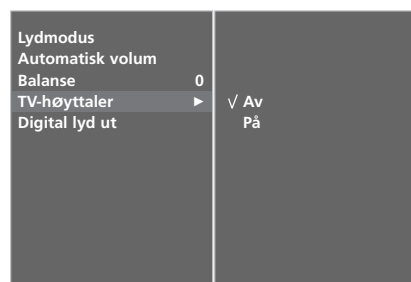 Lydmodus
Automatisk volum
Balanse 0
TV-høyttaler ►
Digital lyd ut
√ Av
På